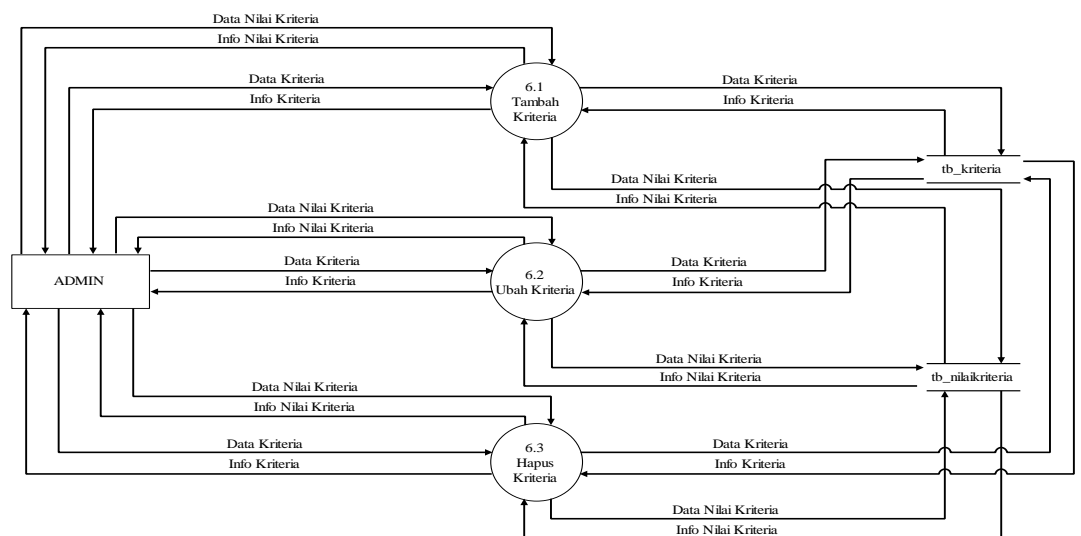 Data Nilai Kriteria
Info Nilai Kriteria
Data Kriteria
Info Kriteria
6.1
Tambah
Kriteria
Data Kriteria
Info Kriteria
tb_kriteria
Data Nilai Kriteria
Info Nilai Kriteria
Data Nilai Kriteria
Info Nilai Kriteria
ADMIN
Data Kriteria
Info Kriteria
6.2
Ubah Kriteria
Data Kriteria
Info Kriteria
Data Nilai Kriteria
Info Nilai Kriteria
tb_nilaikriteria
Data Nilai Kriteria
Info Nilai Kriteria
Data Kriteria
Info Kriteria
6.3
Hapus
Kriteria
Data Kriteria
Info Kriteria
Data Nilai Kriteria
Info Nilai Kriteria